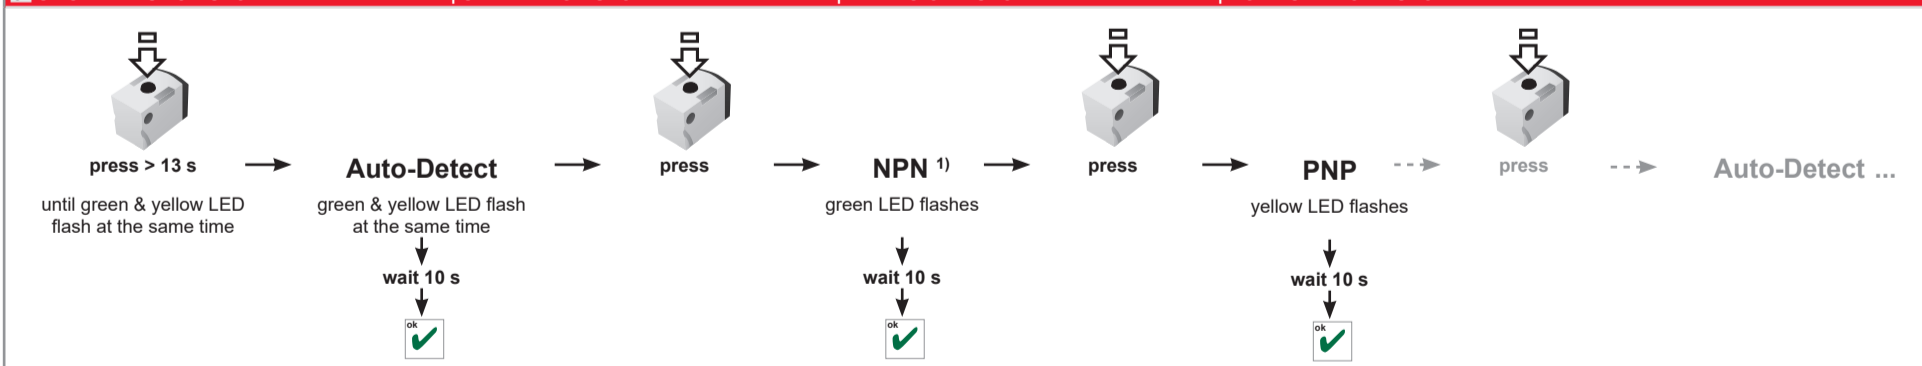 press > 13 s
until green & yellow LED
flash at the same time
Auto-Detect
green & yellow LED flash
at the same time
wait 10 s
ok
press
NPN 1)
green LED flashes
wait 10 s
ok
press
PNP
yellow LED flashes
wait 10 s
ok
press
Auto-Detect ...